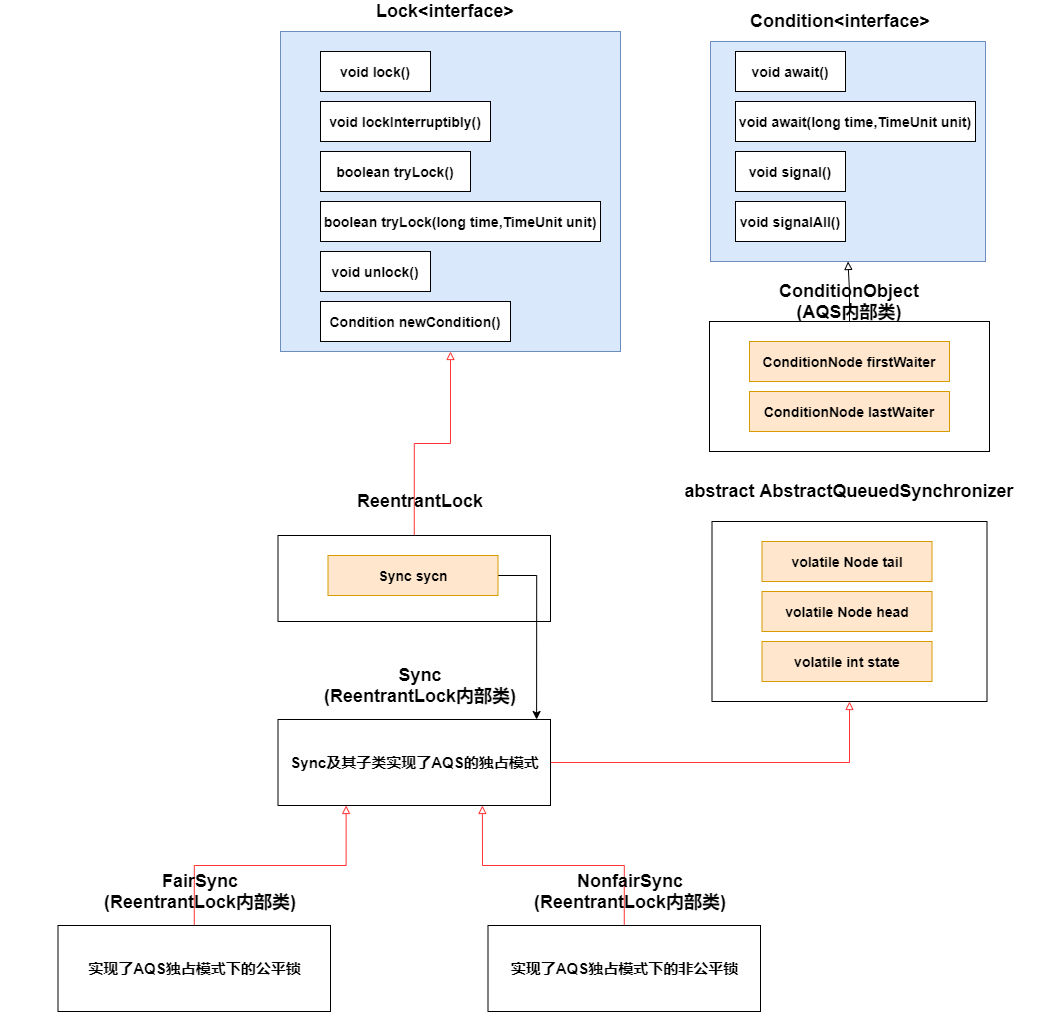 Lock<interface>
void lock()
void lockInterruptibly()
boolean tryLock()
boolean tryLock(long time,TimeUnit unit)
void unlock()
Condition newCondition()
Condition<interface>
void await()
void await(long time,TimeUnit unit)
void signal()
void signalAll()
ConditionObject
(AQS内部类)
ConditionNode firstWaiter
ConditionNode lastWaiter
ReentrantLock
Sync sycn
abstract AbstractQueuedSynchronizer
volatile Node tail
volatile Node head
volatile int state
Sync
(ReentrantLock内部类)
Sync及其子类实现了AQS的独占模式
FairSync
(ReentrantLock内部类)
实现了AQS独占模式下的公平锁
NonfairSync
(ReentrantLock内部类)
实现了AQS独占模式下的非公平锁